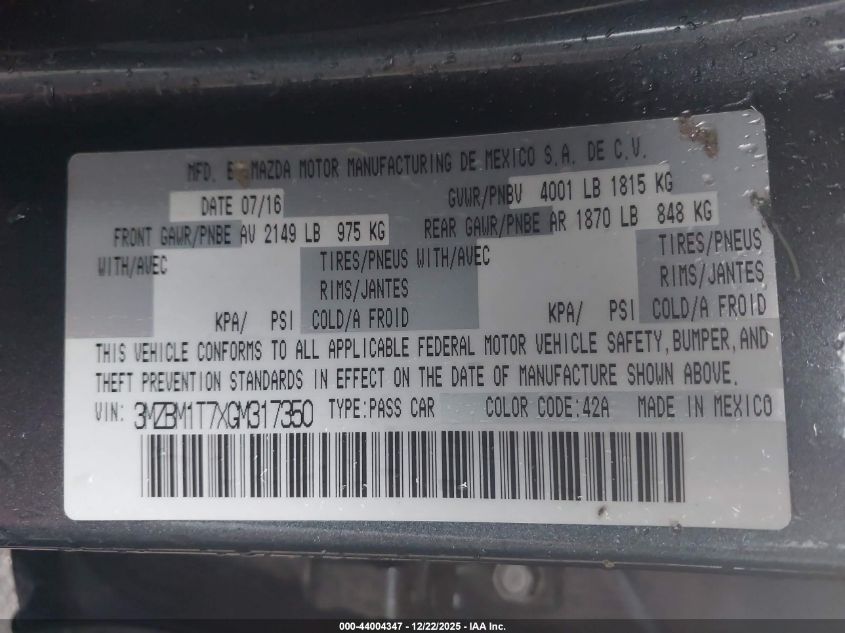 MFD. BY MAZDA MOTOR MANUFACTURING DE MEXICO S.A. DE C.V.
DATE 07/16 GVWR/PNBV 4001 LB 1815 KG
FRONT GAWR/PNBE AV 2149 LB 975 KG REAR GAWR/PNBE AR 1870 LB 848 KG
WITH/AVEC TIRES/PNEUS WITH/AVEC TIRES/PNEUS
RIMS/JANTES RIMS/JANTES
KPA/ PSI COLD/A FROID KPA/ PSI COLD/A FROID
THIS VEHICLE CONFORMS TO ALL APPLICABLE FEDERAL MOTOR VEHICLE SAFETY, BUMPER, AND
THEFT PREVENTION STANDARDS IN EFFECT ON THE DATE OF MANUFACTURE SHOWN ABOVE.
VIN: 3MZBM1T7XGM317350 TYPE:PASS CAR COLOR CODE:42A MADE IN MEXICO
000-44004347 - 12/22/2025 - IAA Inc.